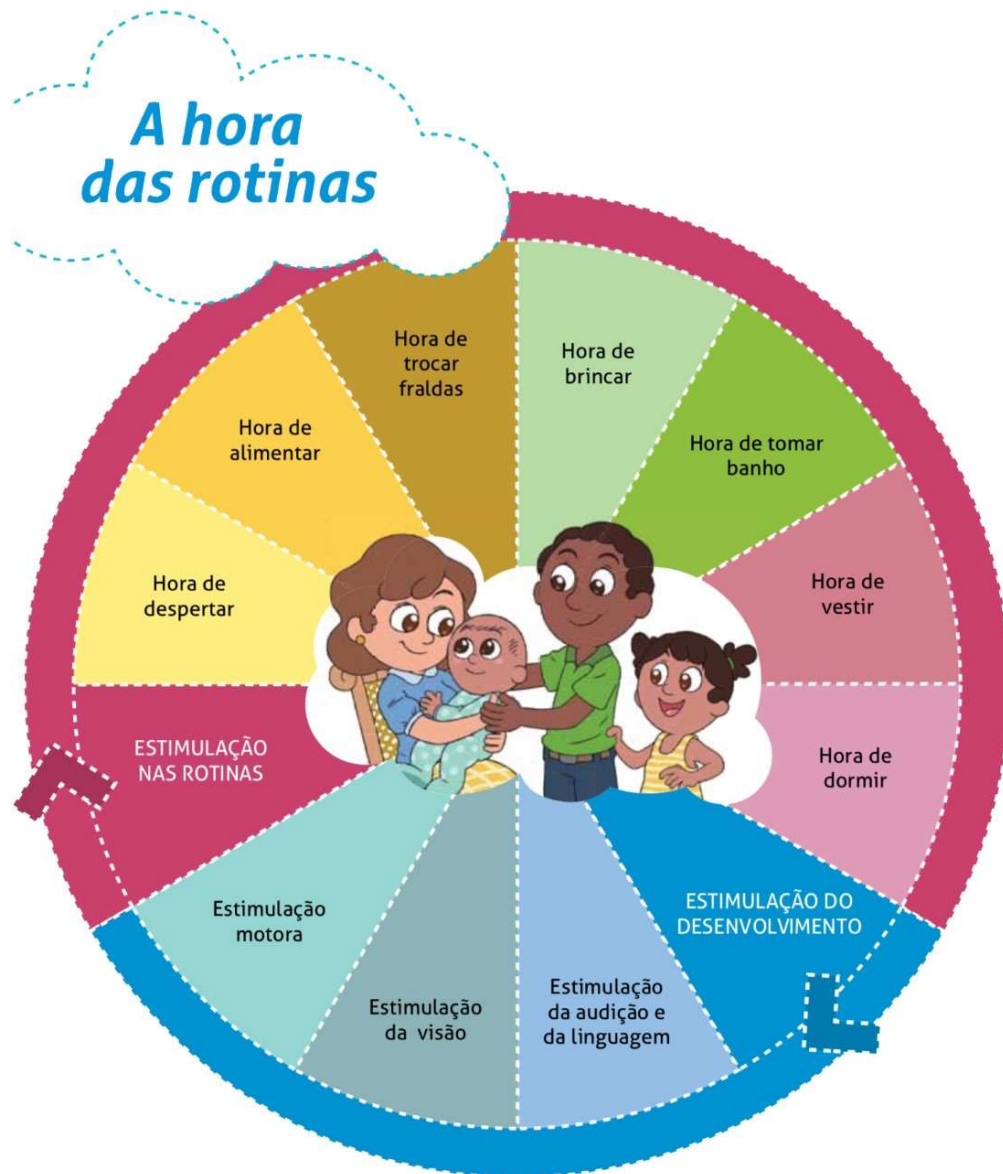 A hora
das rotinas
Hora de
trocar
fraldas
Hora de
brincar
Hora de
alimentar
Hora de tomar
banho
Hora de
despertar
Hora de
vestir
ESTIMULAÇÃO
NAS ROTINAS
Hora de
dormir
Estimulação
motora
ESTIMULAÇÃO DO
DESENVOLVIMENTO
Estimulação
da visão
Estimulação
da audição e
da linguagem